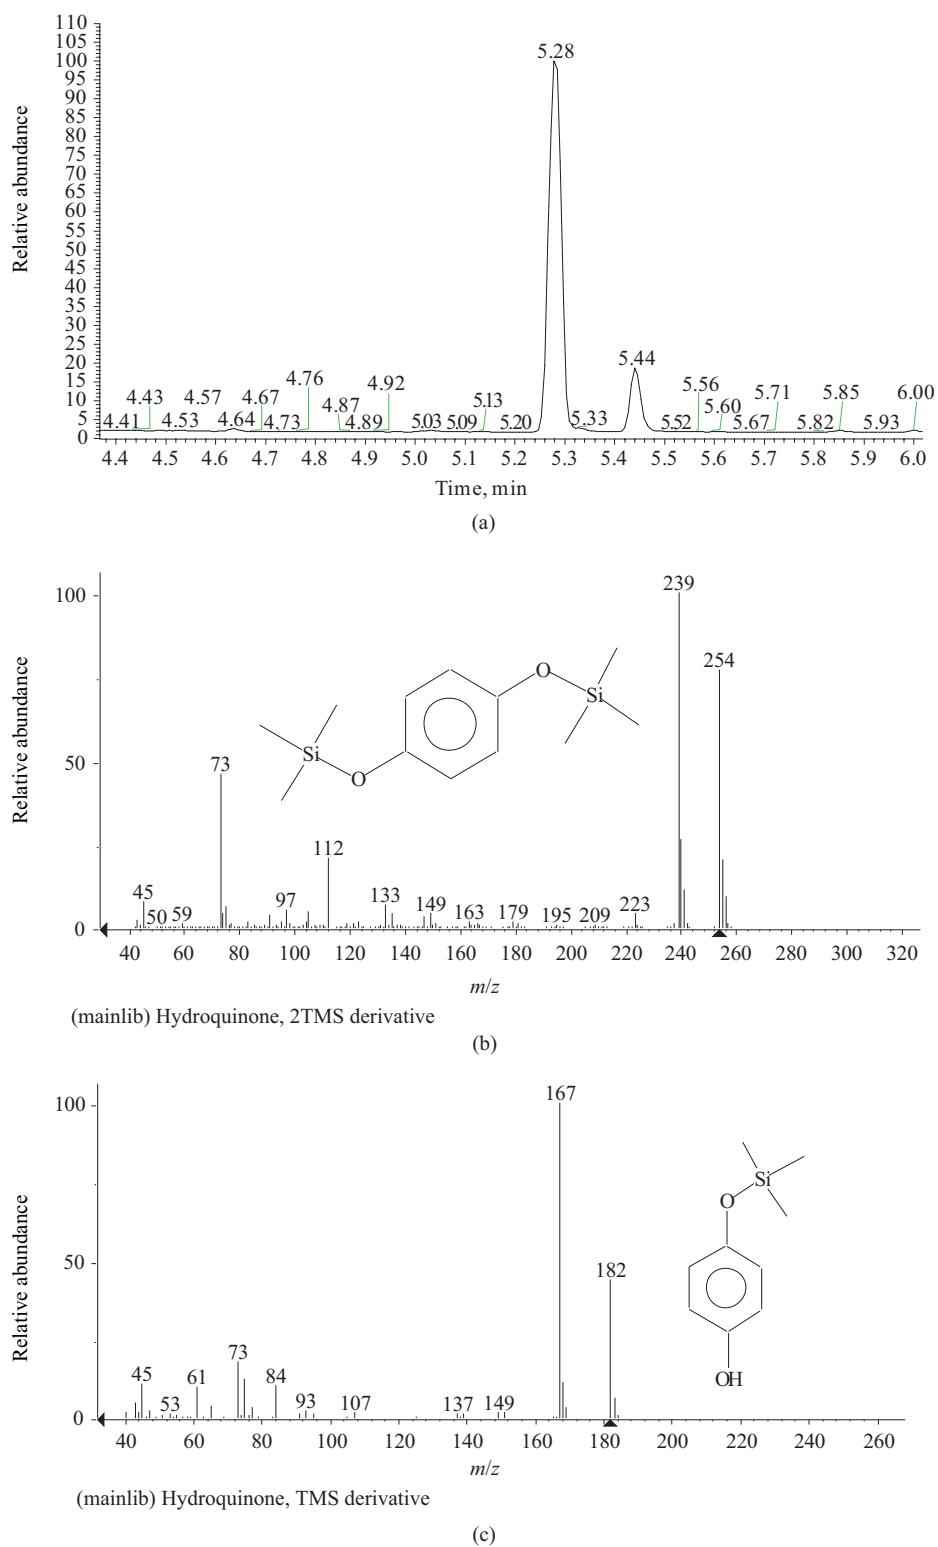 110
105
100
95
90
85
80
75
70
65
60
55
50
45
40
35
30
25
20
15
10
5
0
Relative abundance
5.28
5.44
4.41 4.43 4.53 4.57 4.64 4.67 4.73 4.76 4.87 4.89 4.92 5.03 5.09 5.13 5.20 5.33 5.52 5.56 5.60 5.67 5.71 5.82 5.85 5.93 6.00
4.4 4.5 4.6 4.7 4.8 4.9 5.0 5.1 5.2 5.3 5.4 5.5 5.6 5.7 5.8 5.9 6.0
Time, min
(a)
100
50
0
Relative abundance
239
254
O
Si
Si
O
73
112
45 50 59 97 133 149 163 179 195 209 223
40 60 80 100 120 140 160 180 200 220 240 260 280 300 320
m/z
(mainlib) Hydroquinone, 2TMS derivative
(b)
100
50
0
Relative abundance
167
Si
O
182
OH
45 53 61 73 84 93 107 137 149
40 60 80 100 120 140 160 180 200 220 240 260
m/z
(mainlib) Hydroquinone, TMS derivative
(c)